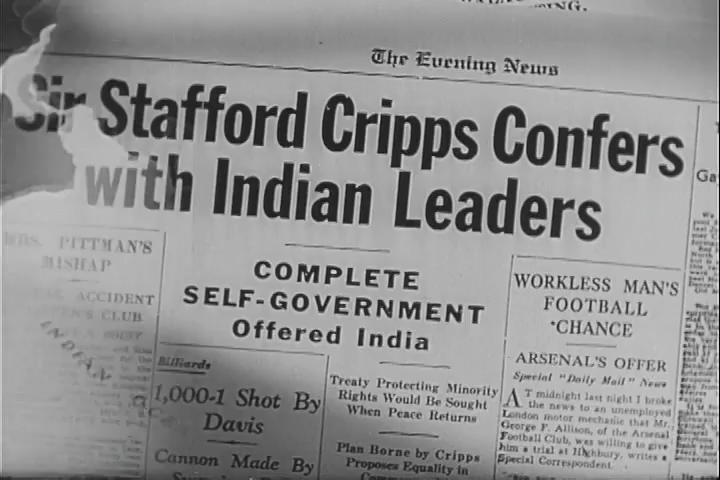 The Evening News
Sir Stafford Cripps Confers
with Indian Leaders
PITTMAN'S
MISHAP
ACCIDENT
CLUB
INDIAN
COMPLETE
SELF-GOVERNMENT
Offered India
Billiards
1,000-1 Shot By
Davis
Cannon Made By
Treaty Protecting Minority
Rights Would Be Sought
When Peace Returns
Plan Borne by Cripps
Proposes Equality in
WORKLESS MAN'S
FOOTBALL
'CHANCE
ARSENAL'S OFFER
Special "Daily Mail" News
AT midnight last night I broke
the news to an unemployed
London motor mechanic that Mr.
George F. Allison, of the Arsenal
Football Club, was willing to give
him a trial at Highbury, writes a
Special Correspondent.